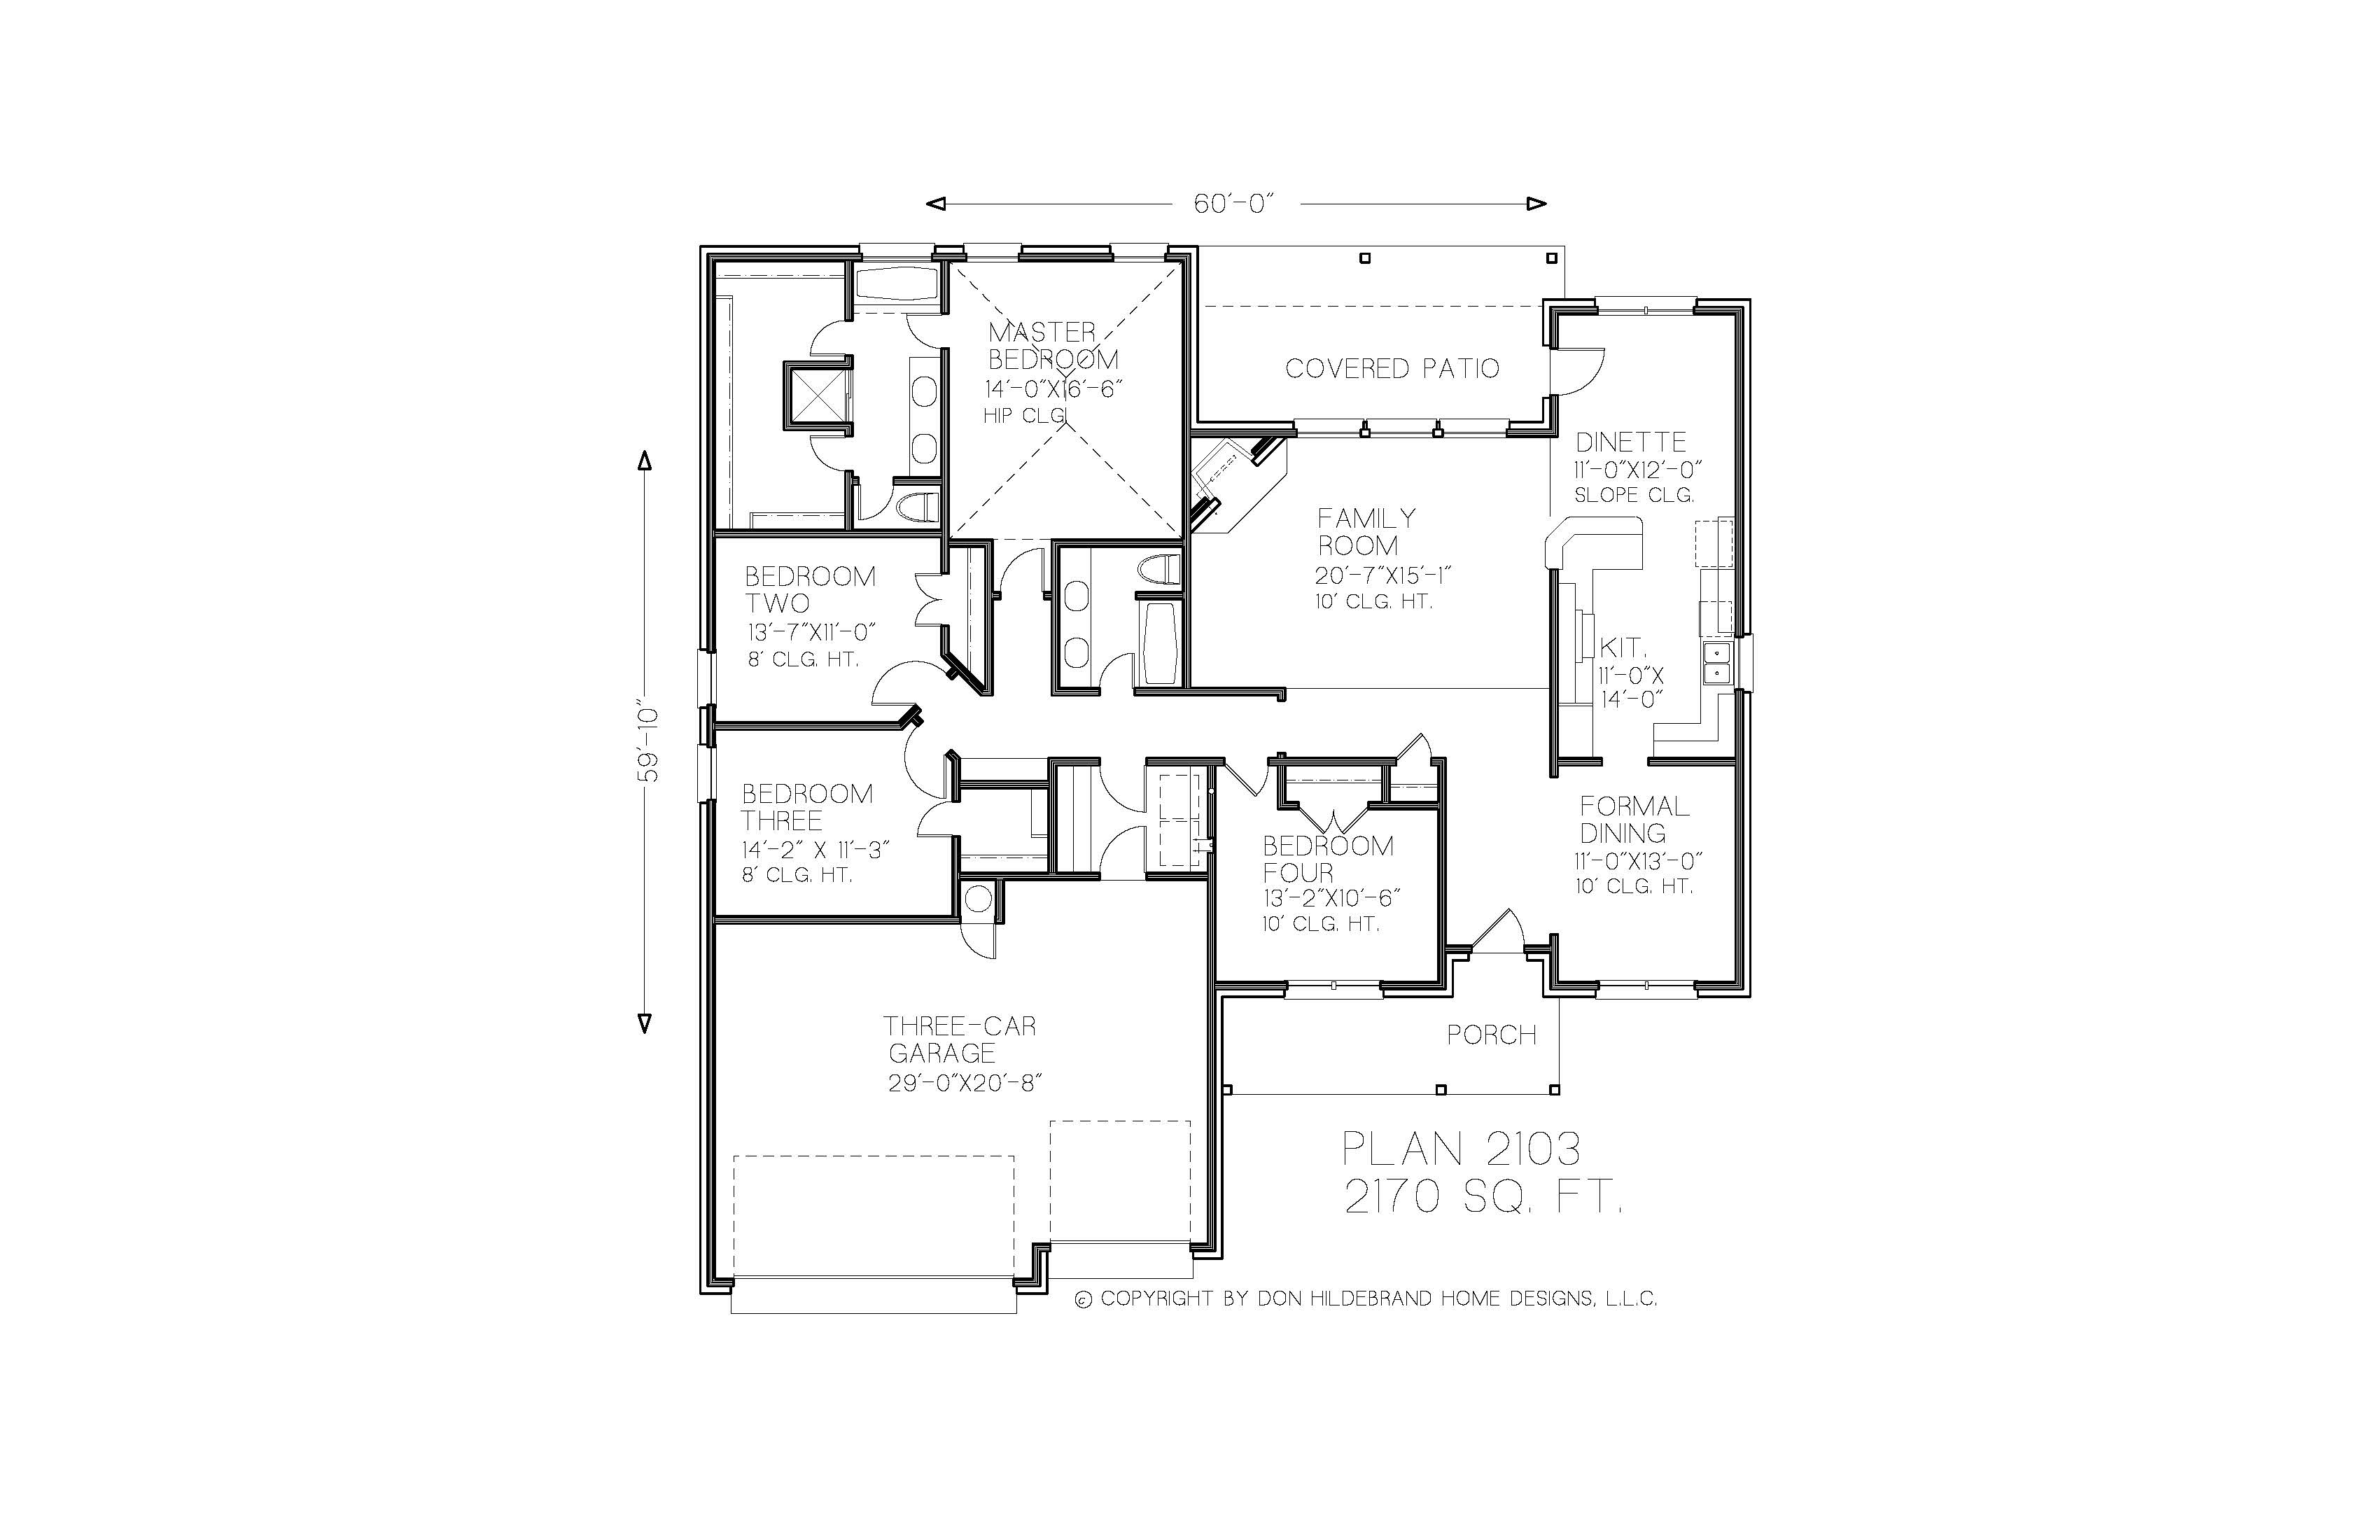 60'-0"
59'-10"
MASTER
BEDROOM
14'-0"X16'-6"
HIP CLG.
COVERED PATIO
DINETTE
11'-0"X12'-0"
SLOPE CLG.
FAMILY
ROOM
20'-7"X15'-1"
10' CLG. HT.
BEDROOM
TWO
13'-7"X11'-0"
8' CLG. HT.
KIT.
11'-0"X
14'-0"
BEDROOM
THREE
14'-2" X 11'-3"
8' CLG. HT.
BEDROOM
FOUR
13'-2"X10'-6"
10' CLG. HT.
FORMAL
DINING
11'-0"X13'-0"
10' CLG. HT.
THREE-CAR
GARAGE
29'-0"X20'-8"
PORCH
PLAN 2103
2170 SQ. FT.
© COPYRIGHT BY DON HILDEBRAND HOME DESIGNS, L.L.C.